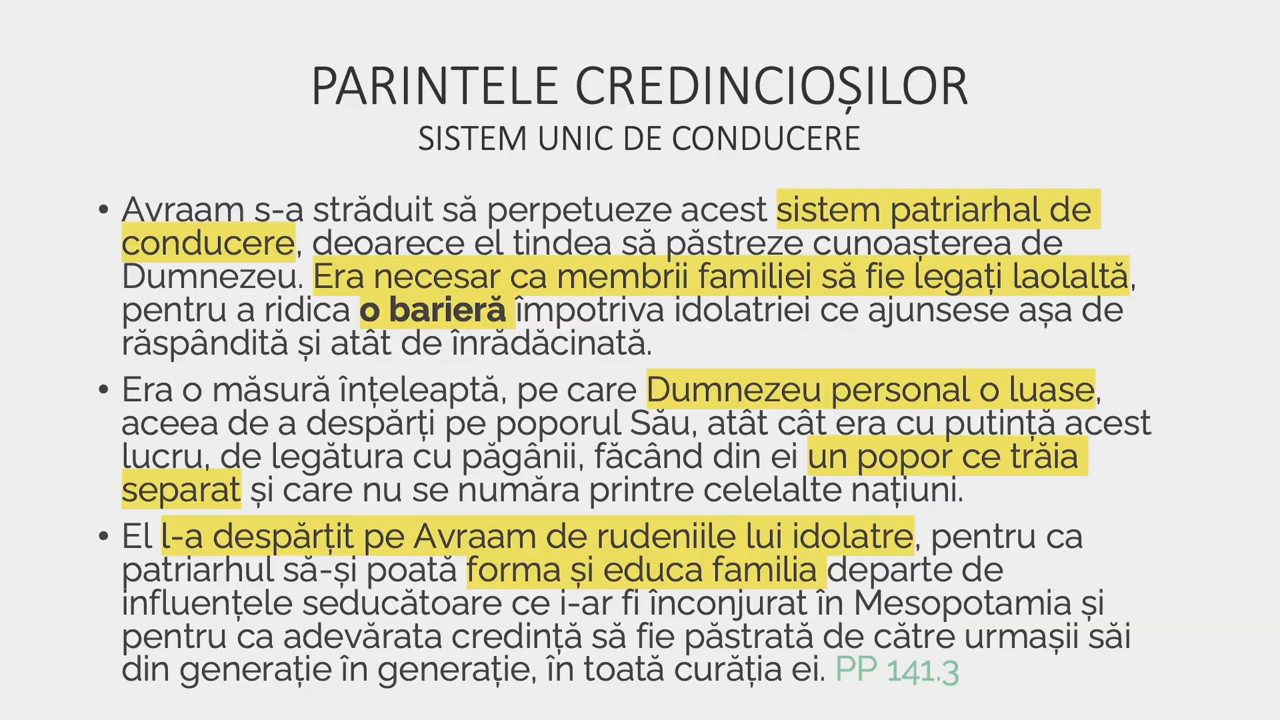 PARINTELE CREDINCIOȘILOR
SISTEM UNIC DE CONDUCERE
• Avraam s-a străduit să perpetueze acest sistem patriarhal de
conducere, deoarece el tindea să păstreze cunoașterea de
Dumnezeu. Era necesar ca membrii familiei să fie legați laolaltă,
pentru a ridica o barieră împotriva idolatriei ce ajunsese așa de
răspândită și atât de înrădăcinată.
• Era o măsură înțeleaptă, pe care Dumnezeu personal o luase,
aceea de a despărți pe poporul Său, atât cât era cu putință acest
lucru, de legătura cu păgânii, făcând din ei un popor ce trăia
separat și care nu se număra printre celelalte națiuni.
• El l-a despărțit pe Avraam de rudeniile lui idolatre, pentru ca
patriarhul să-și poată forma și educa familia departe de
influențele seducătoare ce i-ar fi înconjurat în Mesopotamia și
pentru ca adevărata credință să fie păstrată de către urmașii săi
din generație în generație, în toată curăția ei. PP 141.3